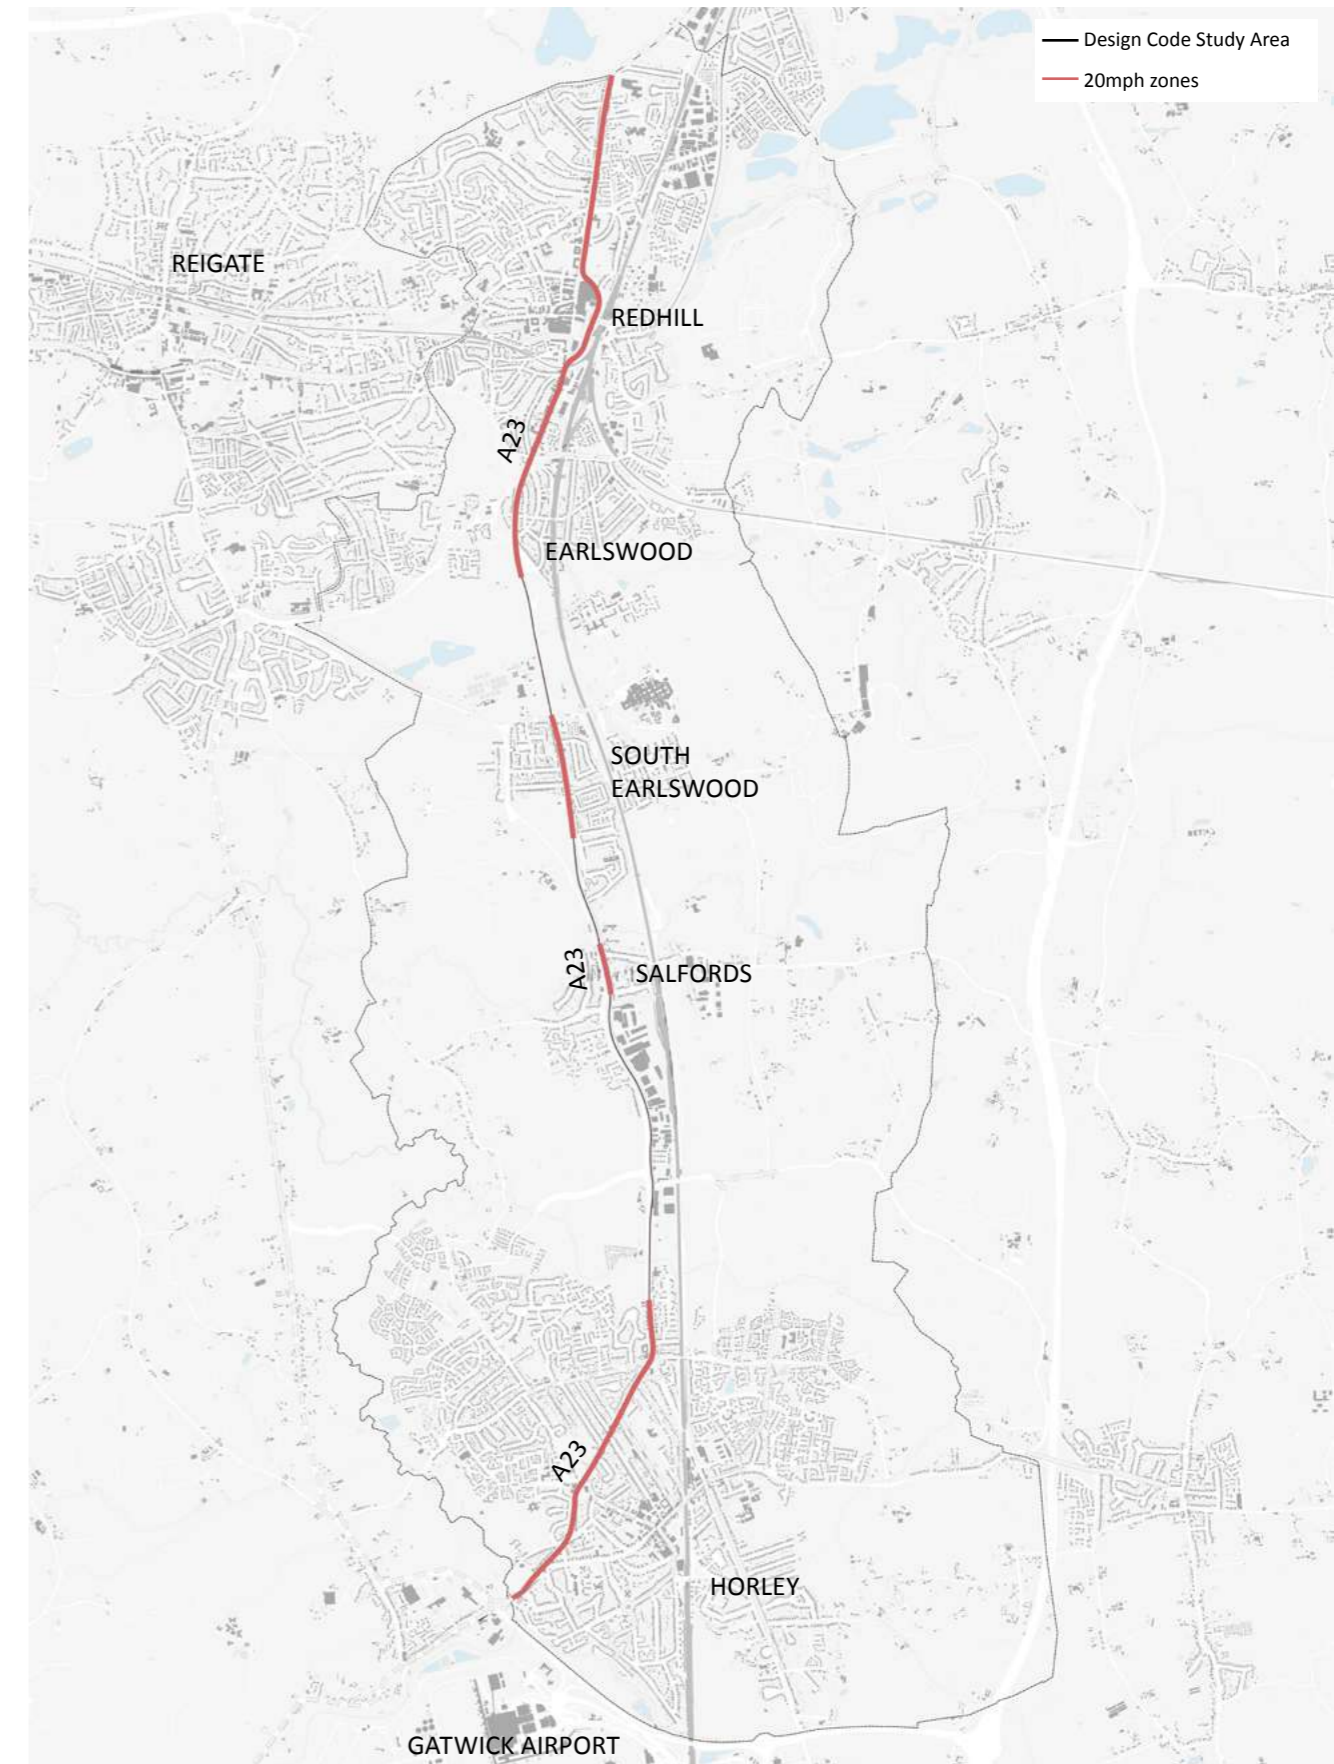 Design Code Study Area
20mph zones
REIGATE
REDHILL
A23
EARLSWOOD
SOUTH
EARLSWOOD
A23
SALFORDS
A23
HORLEY
GATWICK AIRPORT